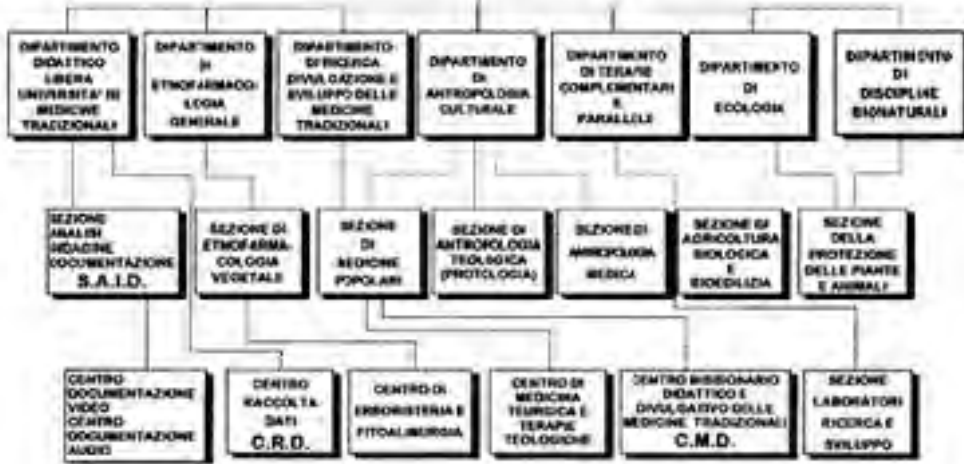 DIPARTIMENTO
DIDATTICO
LIBERA
UNIVERSITA' DI
MEDICINE
TRADIZIONALI
DIPARTIMENTO
DI
ETNOFARMACO-
LOGIA
GENERALE
DIPARTIMENTO
DI RICERCA
DIVULGAZIONE E
SVILUPPO DELLE
MEDICINE
TRADIZIONALI
DIPARTIMENTO
DI
ANTROPOLOGIA
CULTURALE
DIPARTIMENTO
DI TERAPIE
COMPLEMENTARI
E
PARALLELE
DIPARTIMENTO
DI
ECOLOGIA
DIPARTIMENTO
DI
DISCIPLINE
BIONATURALI
SEZIONE
ANALISI
INDAGINE
DOCUMENTAZIONE
S.A.I.D.
SEZIONE DI
ETNOFARMA-
COLOGIA
VEGETALE
SEZIONE
DI
MEDICINE
POPOLARI
SEZIONE DI
ANTROPOLOGIA
TEOLOGICA
(PROTOLOGIA)
SEZIONE DI
ANTROPOLOGIA
MEDICA
SEZIONE DI
AGRICOLTURA
BIOLOGICA
E
BIOEDILIZIA
SEZIONE
DELLA
PROTEZIONE
DELLE PIANTE
E ANIMALI
CENTRO
DOCUMENTAZIONE
VIDEO
CENTRO
DOCUMENTAZIONE
AUDIO
CENTRO
RACCOLTA
DATI
C.R.D.
CENTRO DI
ERBORISTERIA E
FITOALIMURGIA
CENTRO DI
MEDICINA
TEURGICA E
TERAPIE
TEOLOGICHE
CENTRO MISSIONARIO
DIDATTICO E
DIVULGATIVO DELLE
MEDICINE TRADIZIONALI
C.M.D.
SEZIONE
LABORATORI
RICERCA E
SVILUPPO